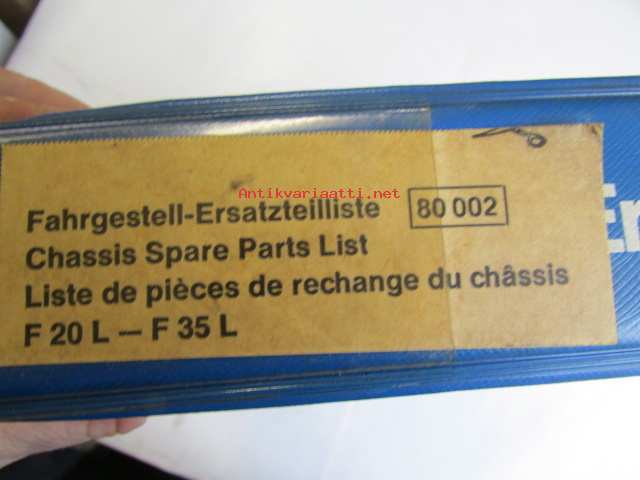 Antikvariaatti.net
Fahrgestell-Ersatzteilliste 80 002
Chassis Spare Parts List
Liste de pièces de rechange du châssis
F 20 L — F 35 L